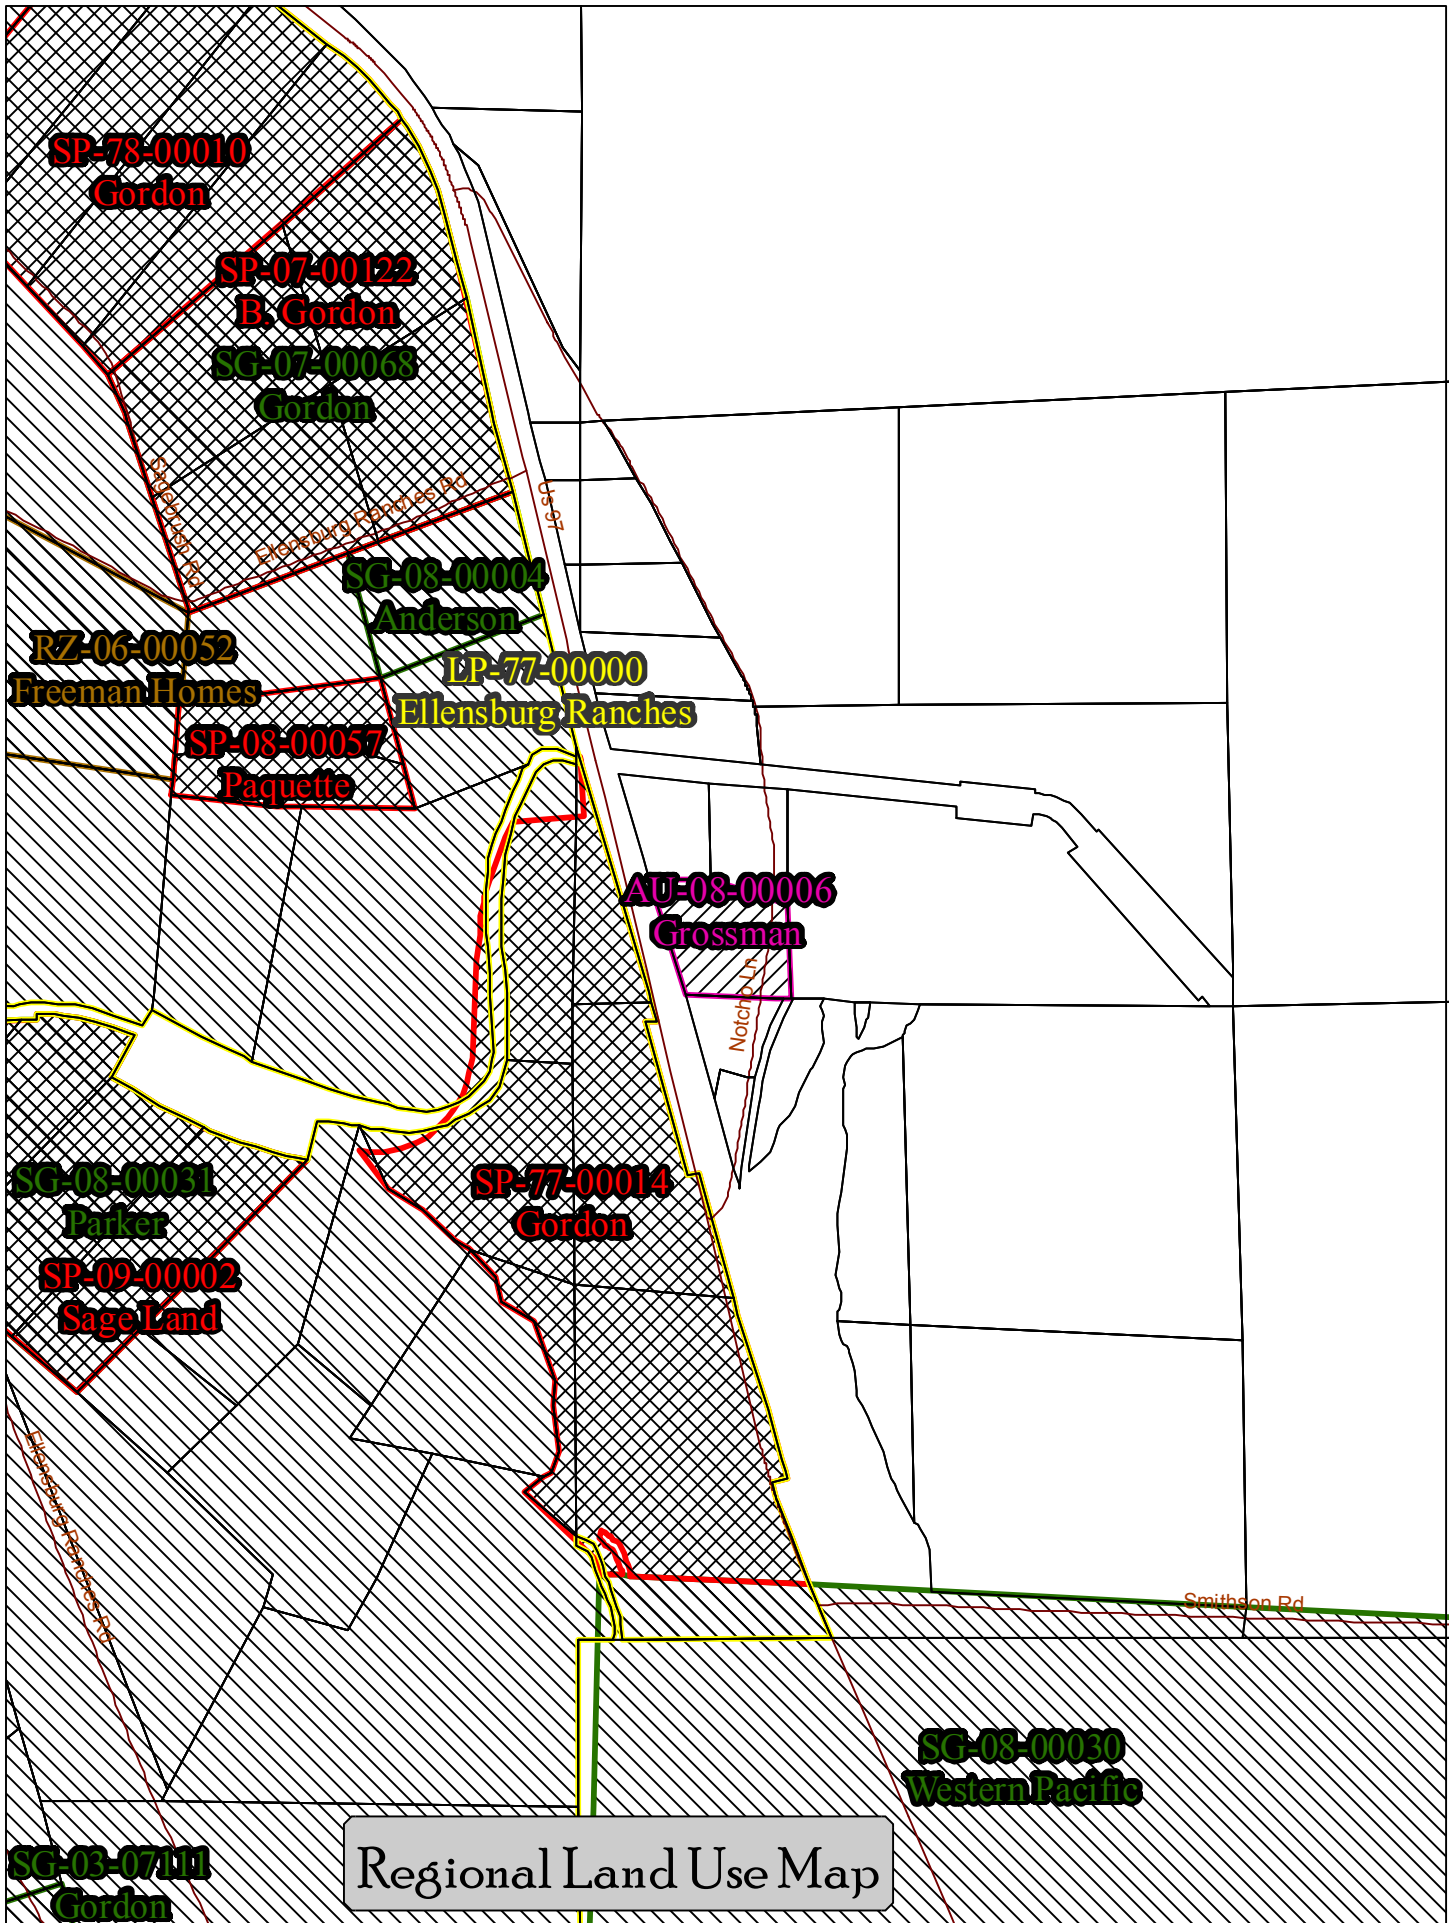 SP-78-00010
Gordon
SP-07-00122
B. Gordon
SG-07-00068
Gordon
Sagebrush Rd
Ellensburg Ranches Rd
Us 97
SG-08-00004
Anderson
RZ-06-00052
Freeman Homes
LP-77-00000
Ellensburg Ranches
SP-08-00057
Paquette
AU-08-00006
Grossman
Notcho Ln
SG-08-00031
Parker
SP-77-00014
Gordon
SP-09-00002
Sage Land
Ellensburg Ranches Rd
Smithson Rd
SG-08-00030
Western Pacific
SG-03-07111
Gordon
Regional Land Use Map